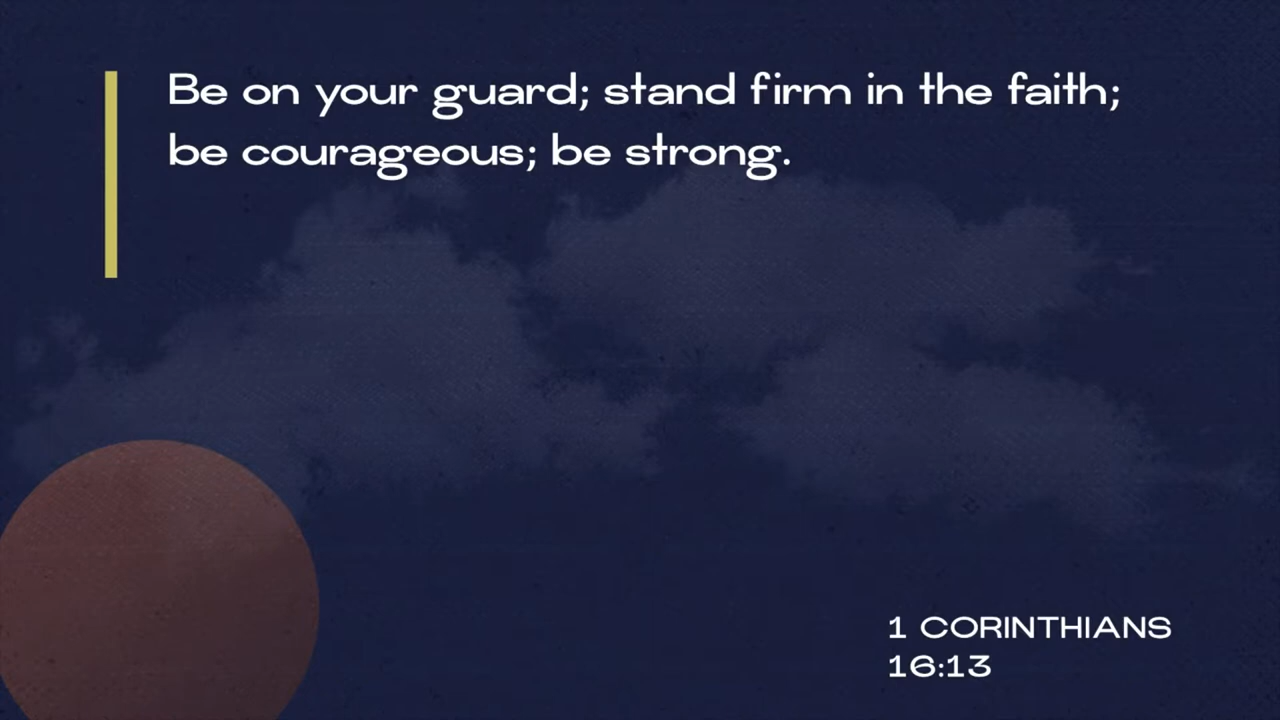 Be on your guard; stand firm in the faith;
be courageous; be strong.
1 CORINTHIANS
16:13